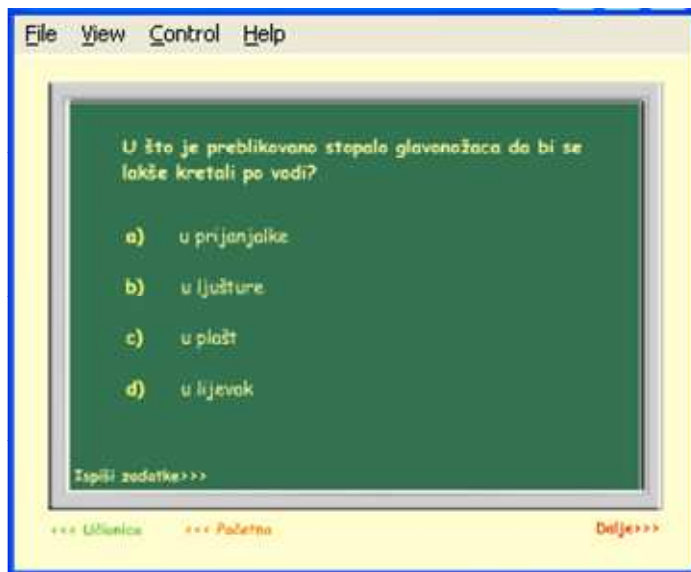 File View Control Help
U što je preblikovano stopalo glavonožaca da bi se
lakše kretali po vodi?
a) u prijanjalke
b) u ljušture
c) u plašt
d) u lijevak
Ispiši zadatke>>>
<<< Učionica <<< Početna Dalje>>>